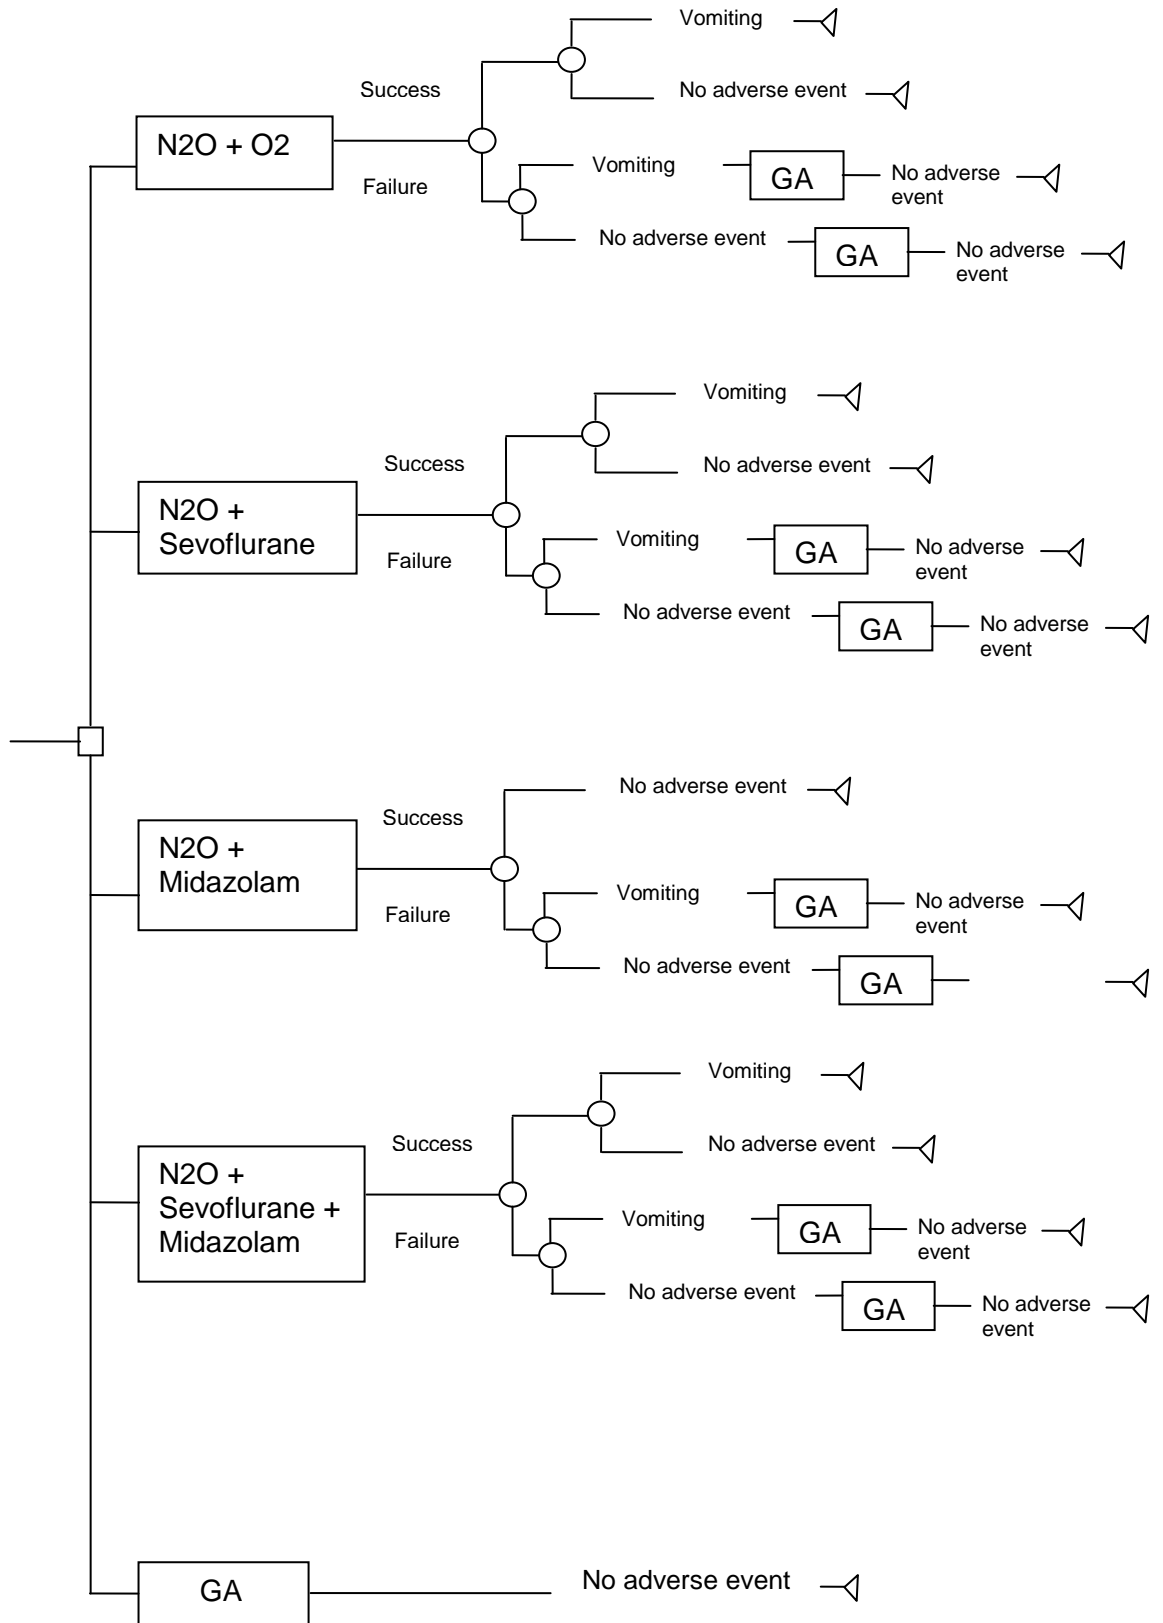 Vomiting
Success
No adverse event
N2O + O2
Failure
Vomiting
GA
No adverse
event
No adverse event
GA
No adverse
event
Vomiting
Success
No adverse event
N2O +
Sevoflurane
Failure
Vomiting
GA
No adverse
event
No adverse event
GA
No adverse
event
No adverse event
Success
N2O +
Midazolam
Failure
Vomiting
GA
No adverse
event
No adverse event
GA
Vomiting
Success
No adverse event
N2O +
Sevoflurane +
Midazolam
Failure
Vomiting
GA
No adverse
event
No adverse event
GA
No adverse
event
GA
No adverse event